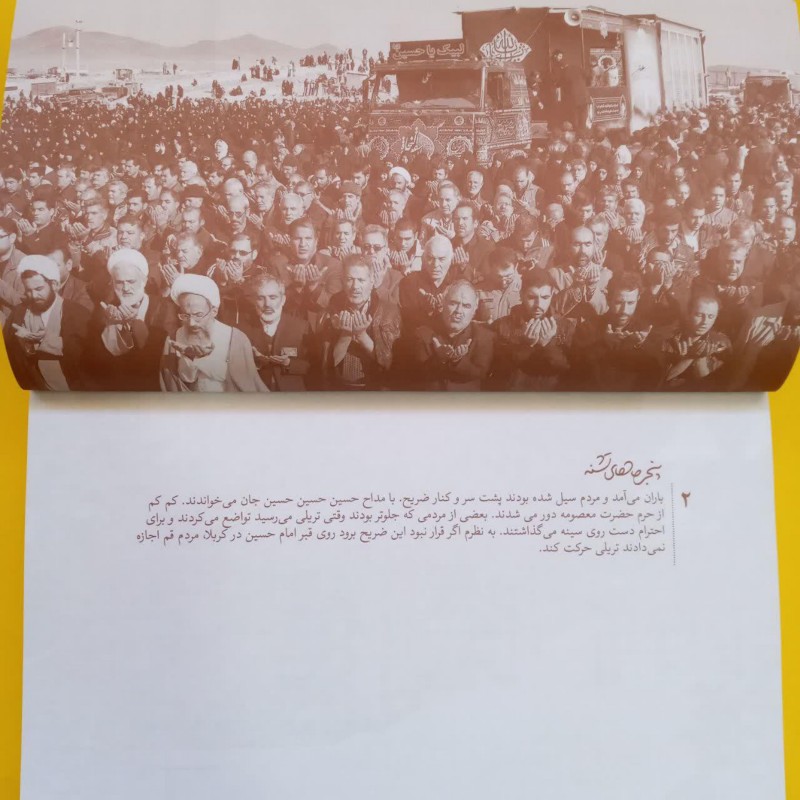 لبیک یا حسین
پنجره‌های تشنه
۲
باران می‌آمد و مردم سیل شده بودند پشت سر و کنار ضریح. با مداح حسین حسین حسین جان می‌خواندند. کم کم
از حرم حضرت معصومه دور می شدند. بعضی از مردمی که جلوتر بودند وقتی تریلی می‌رسید تواضع می‌کردند و برای
احترام دست روی سینه می‌گذاشتند. به نظرم اگر قرار نبود این ضریح برود روی قبر امام حسین در کربلا، مردم قم اجازه
نمی‌دادند تریلی حرکت کند.